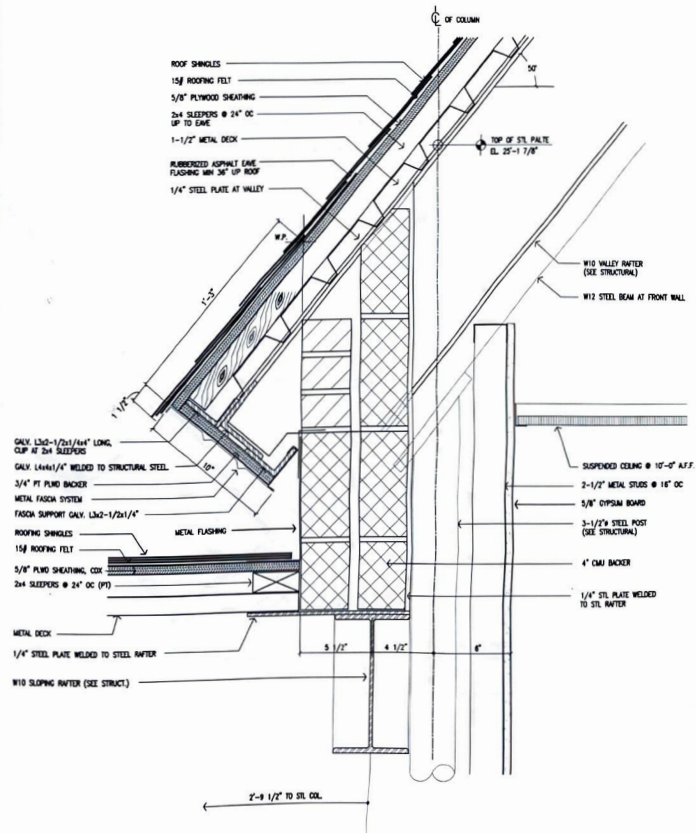 ℄ OF COLUMN
ROOF SHINGLES
15# ROOFING FELT
5/8" PLYWOOD SHEATHING
2x4 SLEEPERS @ 24" OC
UP TO EAVE
1-1/2" METAL DECK
RUBBERIZED ASPHALT EAVE
FLASHING MIN 36" UP ROOF
1/4" STEEL PLATE AT VALLEY
50°
TOP OF STL PALTE
EL. 25'-1 7/8"
W.P.
1'-3"
1 1/2"
10"
W10 VALLEY RAFTER
(SEE STRUCTURAL)
W12 STEEL BEAM AT FRONT WALL
GALV. L3x2-1/2x1/4x4" LONG,
CLIP AT 2x4 SLEEPERS
GALV. L4x4x1/4" WELDED TO STRUCTURAL STEEL.
3/4" PT PLWD BACKER
METAL FASCIA SYSTEM
FASCIA SUPPORT GALV. L3x2-1/2x1/4"
METAL FLASHING
ROOFING SHINGLES
15# ROOFING FELT
5/8" PLWD SHEATHING, COX
2x4 SLEEPERS @ 24" OC (PT)
METAL DECK
1/4" STEEL PLATE WELDED TO STEEL RAFTER
W10 SLOPING RAFTER (SEE STRUCT.)
SUSPENDED CEILING @ 10'-0" A.F.F.
2-1/2" METAL STUDS @ 16" OC
5/8" GYPSUM BOARD
3-1/2"ø STEEL POST
(SEE STRUCTURAL)
4" CMU BACKER
1/4" STL PLATE WELDED
TO STL RAFTER
5 1/2"
4 1/2"
6"
2'-9 1/2" TO STL COL.